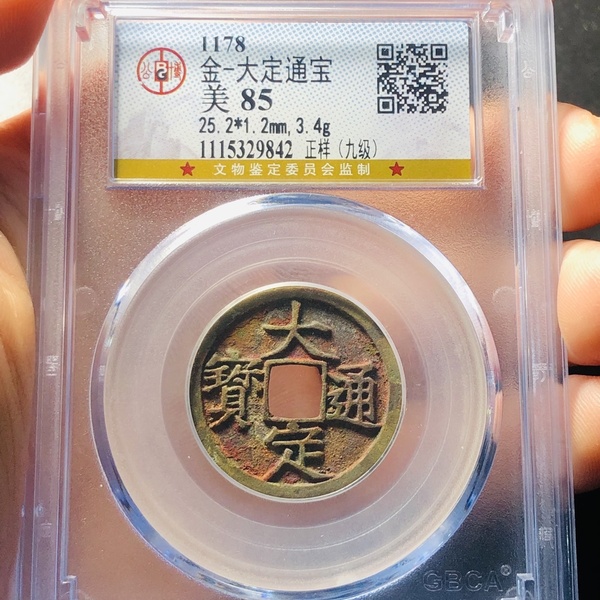 1178
金-大定通宝
美 85
25.2*1.2mm,3.4g
1115329842 正样（九级）
★ 文物鉴定委员会监制 ★
大
寶 通
定
GBCA®